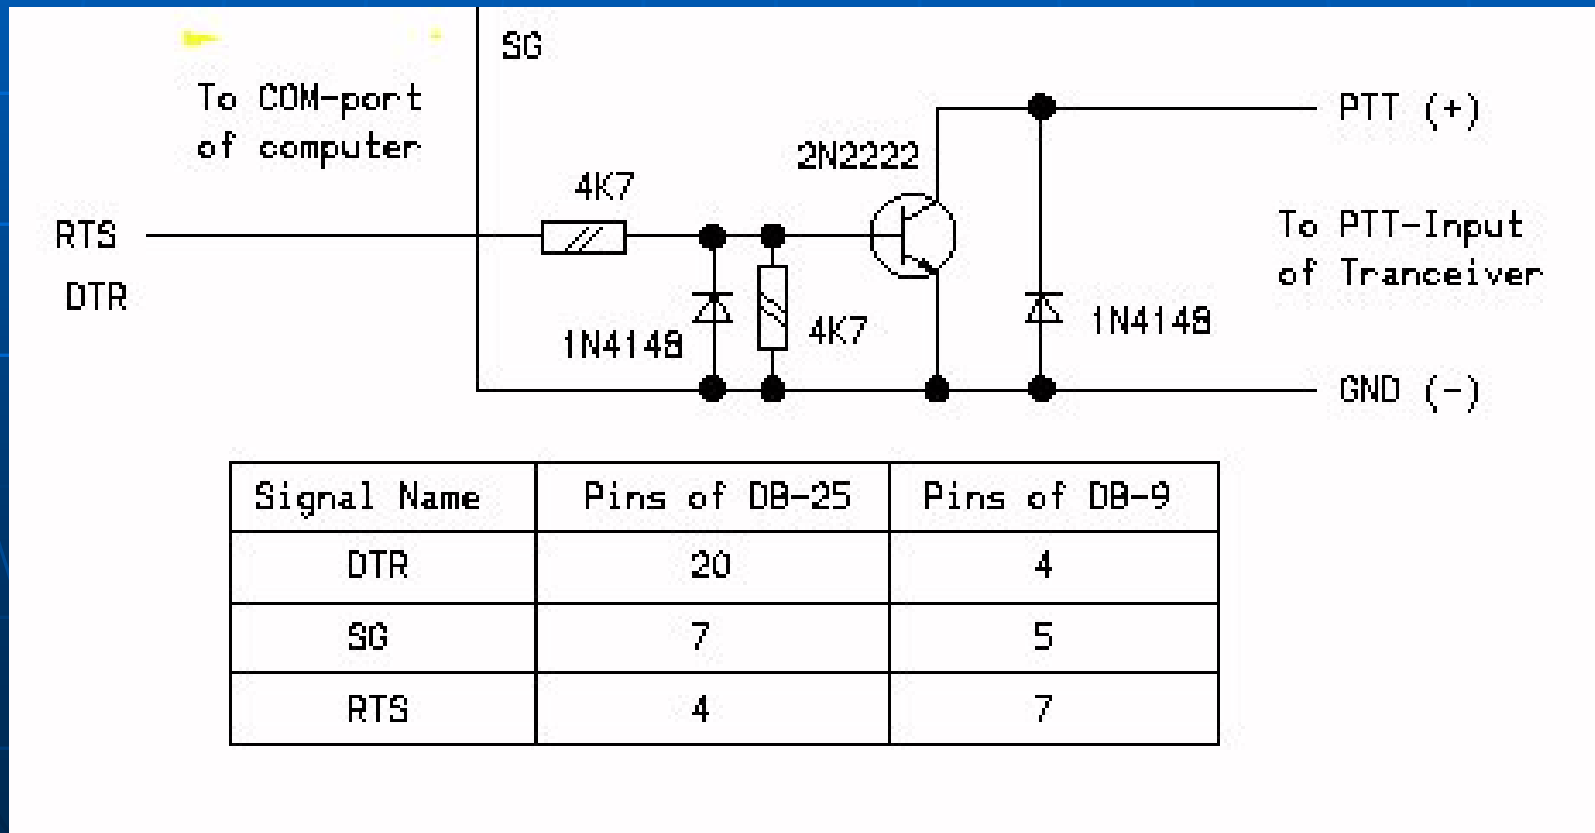 SG
To COM-port
of computer
PTT (+)
2N2222
4K7
RTS
To PTT-Input
of Tranceiver
DTR
1N4148
4K7
1N4148
GND (-)
Signal Name Pins of DB-25 Pins of DB-9
DTR 20 4
SG 7 5
RTS 4 7